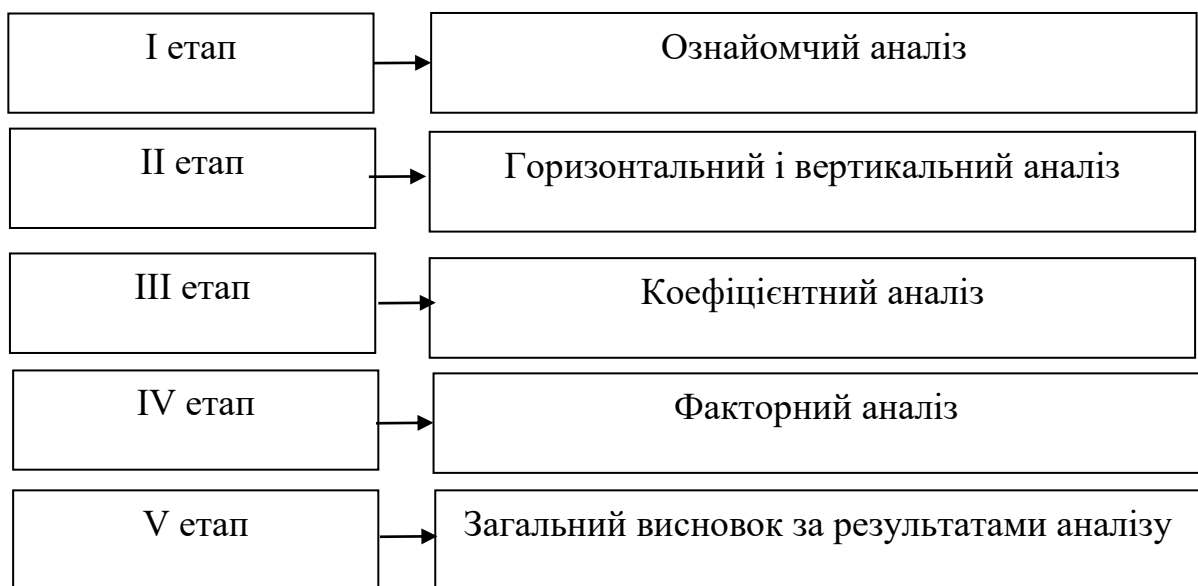 I етап
Ознайомчий аналіз
II етап
Горизонтальний і вертикальний аналіз
III етап
Коефіцієнтний аналіз
IV етап
Факторний аналіз
V етап
Загальний висновок за результатами аналізу